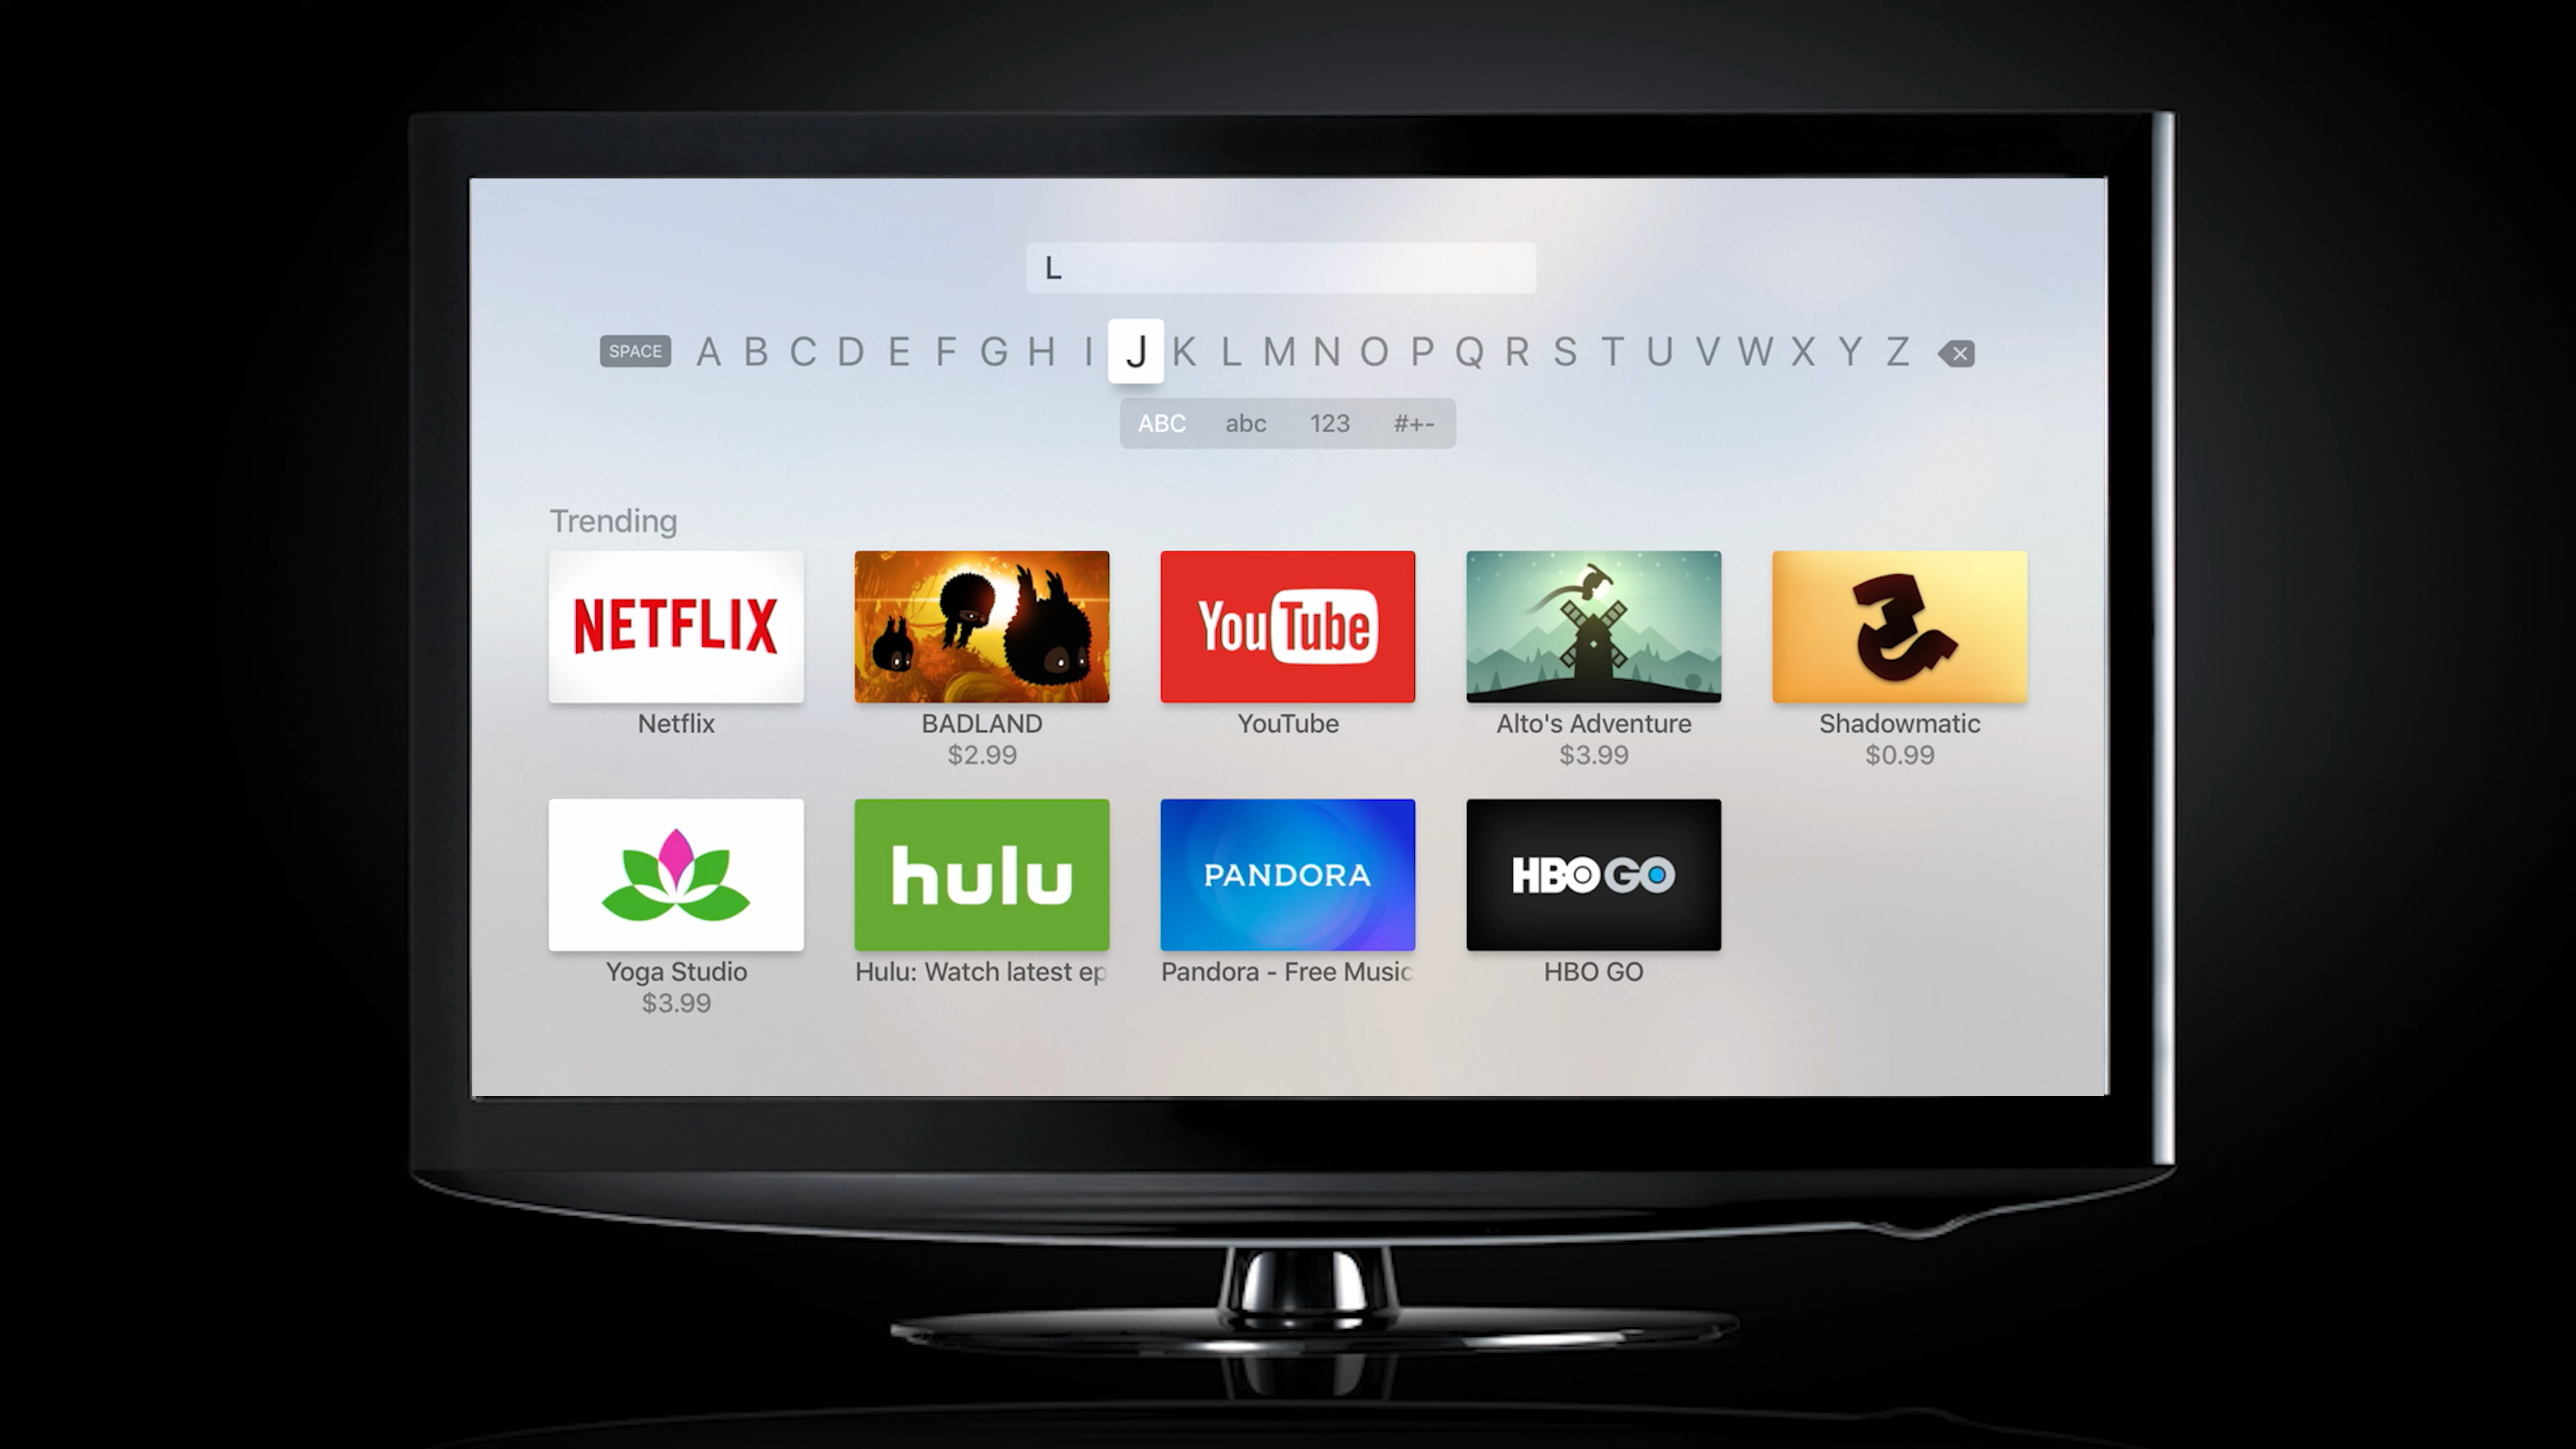 L
SPACE A B C D E F G H I J K L M N O P Q R S T U V W X Y Z
ABC abc 123 #+-
Trending
NETFLIX
YouTube
Netflix
BADLAND
YouTube
Alto's Adventure
Shadowmatic
$2.99
$3.99
$0.99
hulu
PANDORA
HBO GO
Yoga Studio
Hulu: Watch latest ep
Pandora - Free Music
HBO GO
$3.99